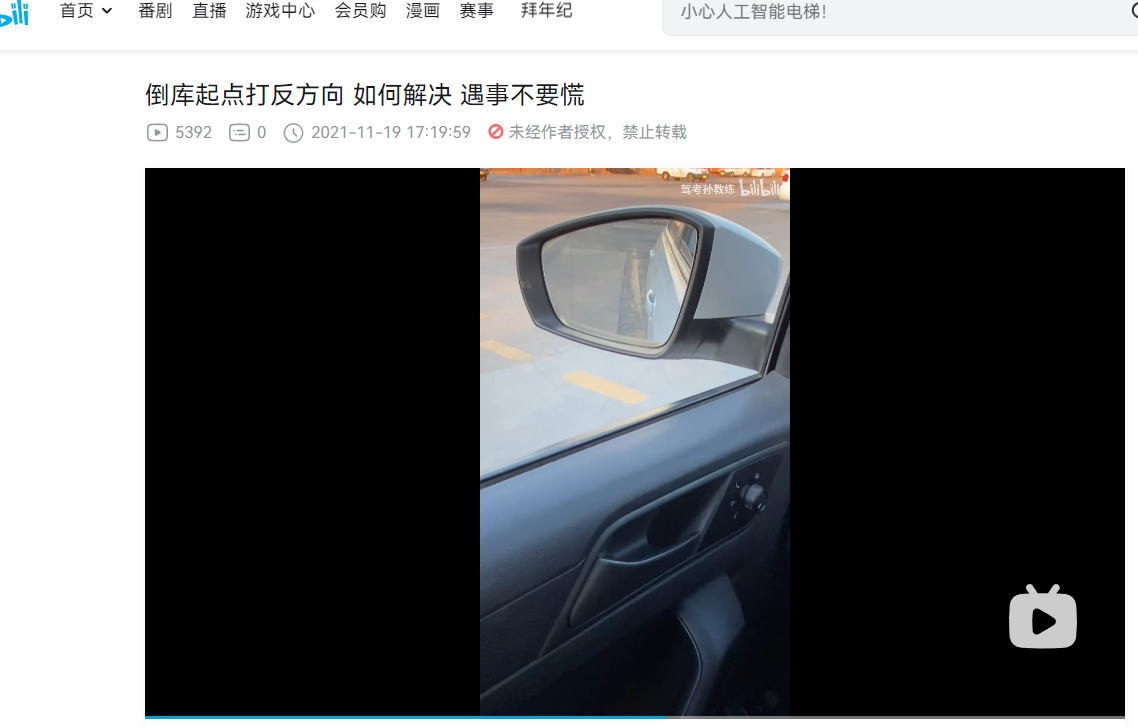 bili
首页 番剧 直播 游戏中心 会员购 漫画 赛事 拜年纪
小心人工智能电梯!
倒库起点打反方向 如何解决 遇事不要慌
5392 0 2021-11-19 17:19:59 未经作者授权，禁止转载
驾考孙教练 bilibili